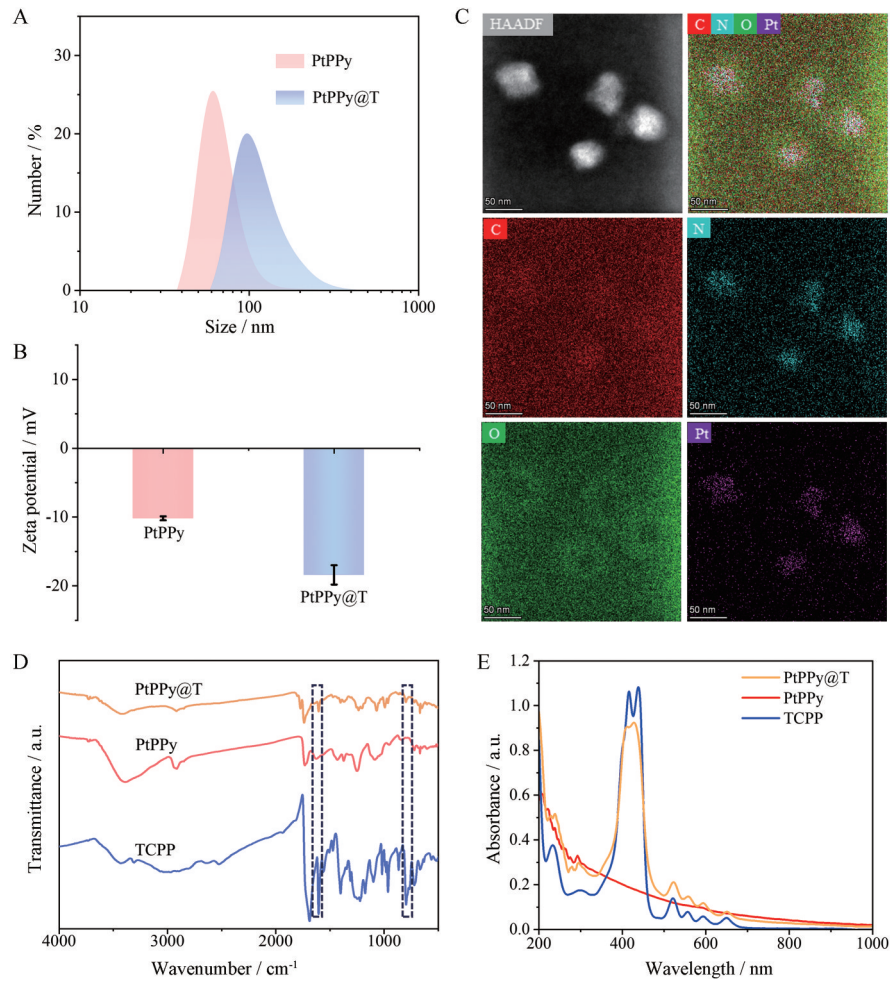 A
Number / %
30
20
10
0
PtPPy
PtPPy@T
10
100
1000
Size / nm
B
Zeta potential / mV
10
0
-10
-20
PtPPy
PtPPy@T
C
HAADF
50 nm
C N O Pt
50 nm
C
50 nm
N
50 nm
O
50 nm
Pt
50 nm
D
Transmittance / a.u.
PtPPy@T
PtPPy
TCPP
4000
3000
2000
1000
Wavenumber / cm⁻¹
E
Absorbance / a.u.
1.2
1.0
0.8
0.6
0.4
0.2
0.0
PtPPy@T
PtPPy
TCPP
200
400
600
800
1000
Wavelength / nm